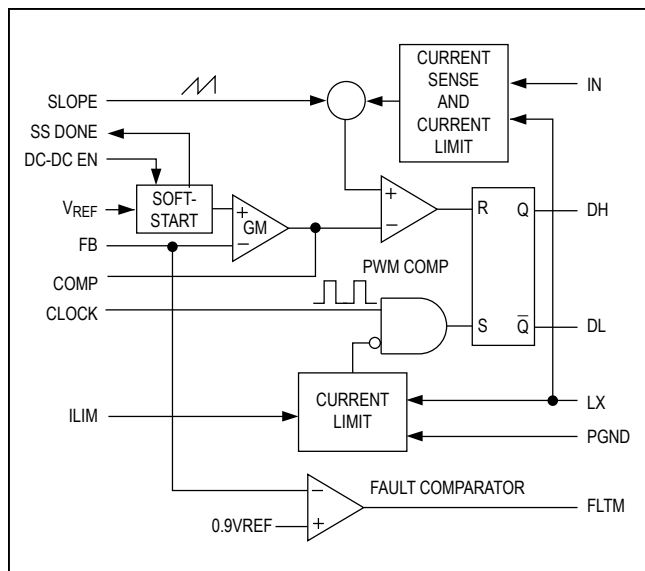 CURRENT
SENSE
AND
CURRENT
LIMIT
IN
SLOPE
SS DONE
DC-DC EN
VREF
SOFT-
START
+
GM
−
FB
COMP
CLOCK
+
−
PWM COMP
R
Q
DH
S
Q̅
DL
ILIM
CURRENT
LIMIT
LX
PGND
FAULT COMPARATOR
−
+
0.9VREF
FLTM